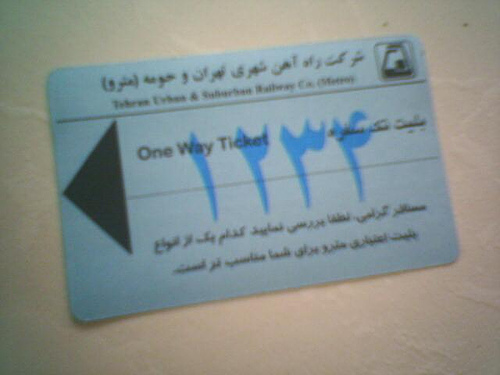 شرکت راه آهن شهری تهران و حومه (مترو)
Tehran Urban & Suburban Railway Co. (Metro)
بلیت تک سفره
One Way Ticket
۱۲۳۴
مسافر گرامی، لطفا بررسی نمایید کدام یک از انواع
بلیت اعتباری مترو برای شما مناسب تر است.